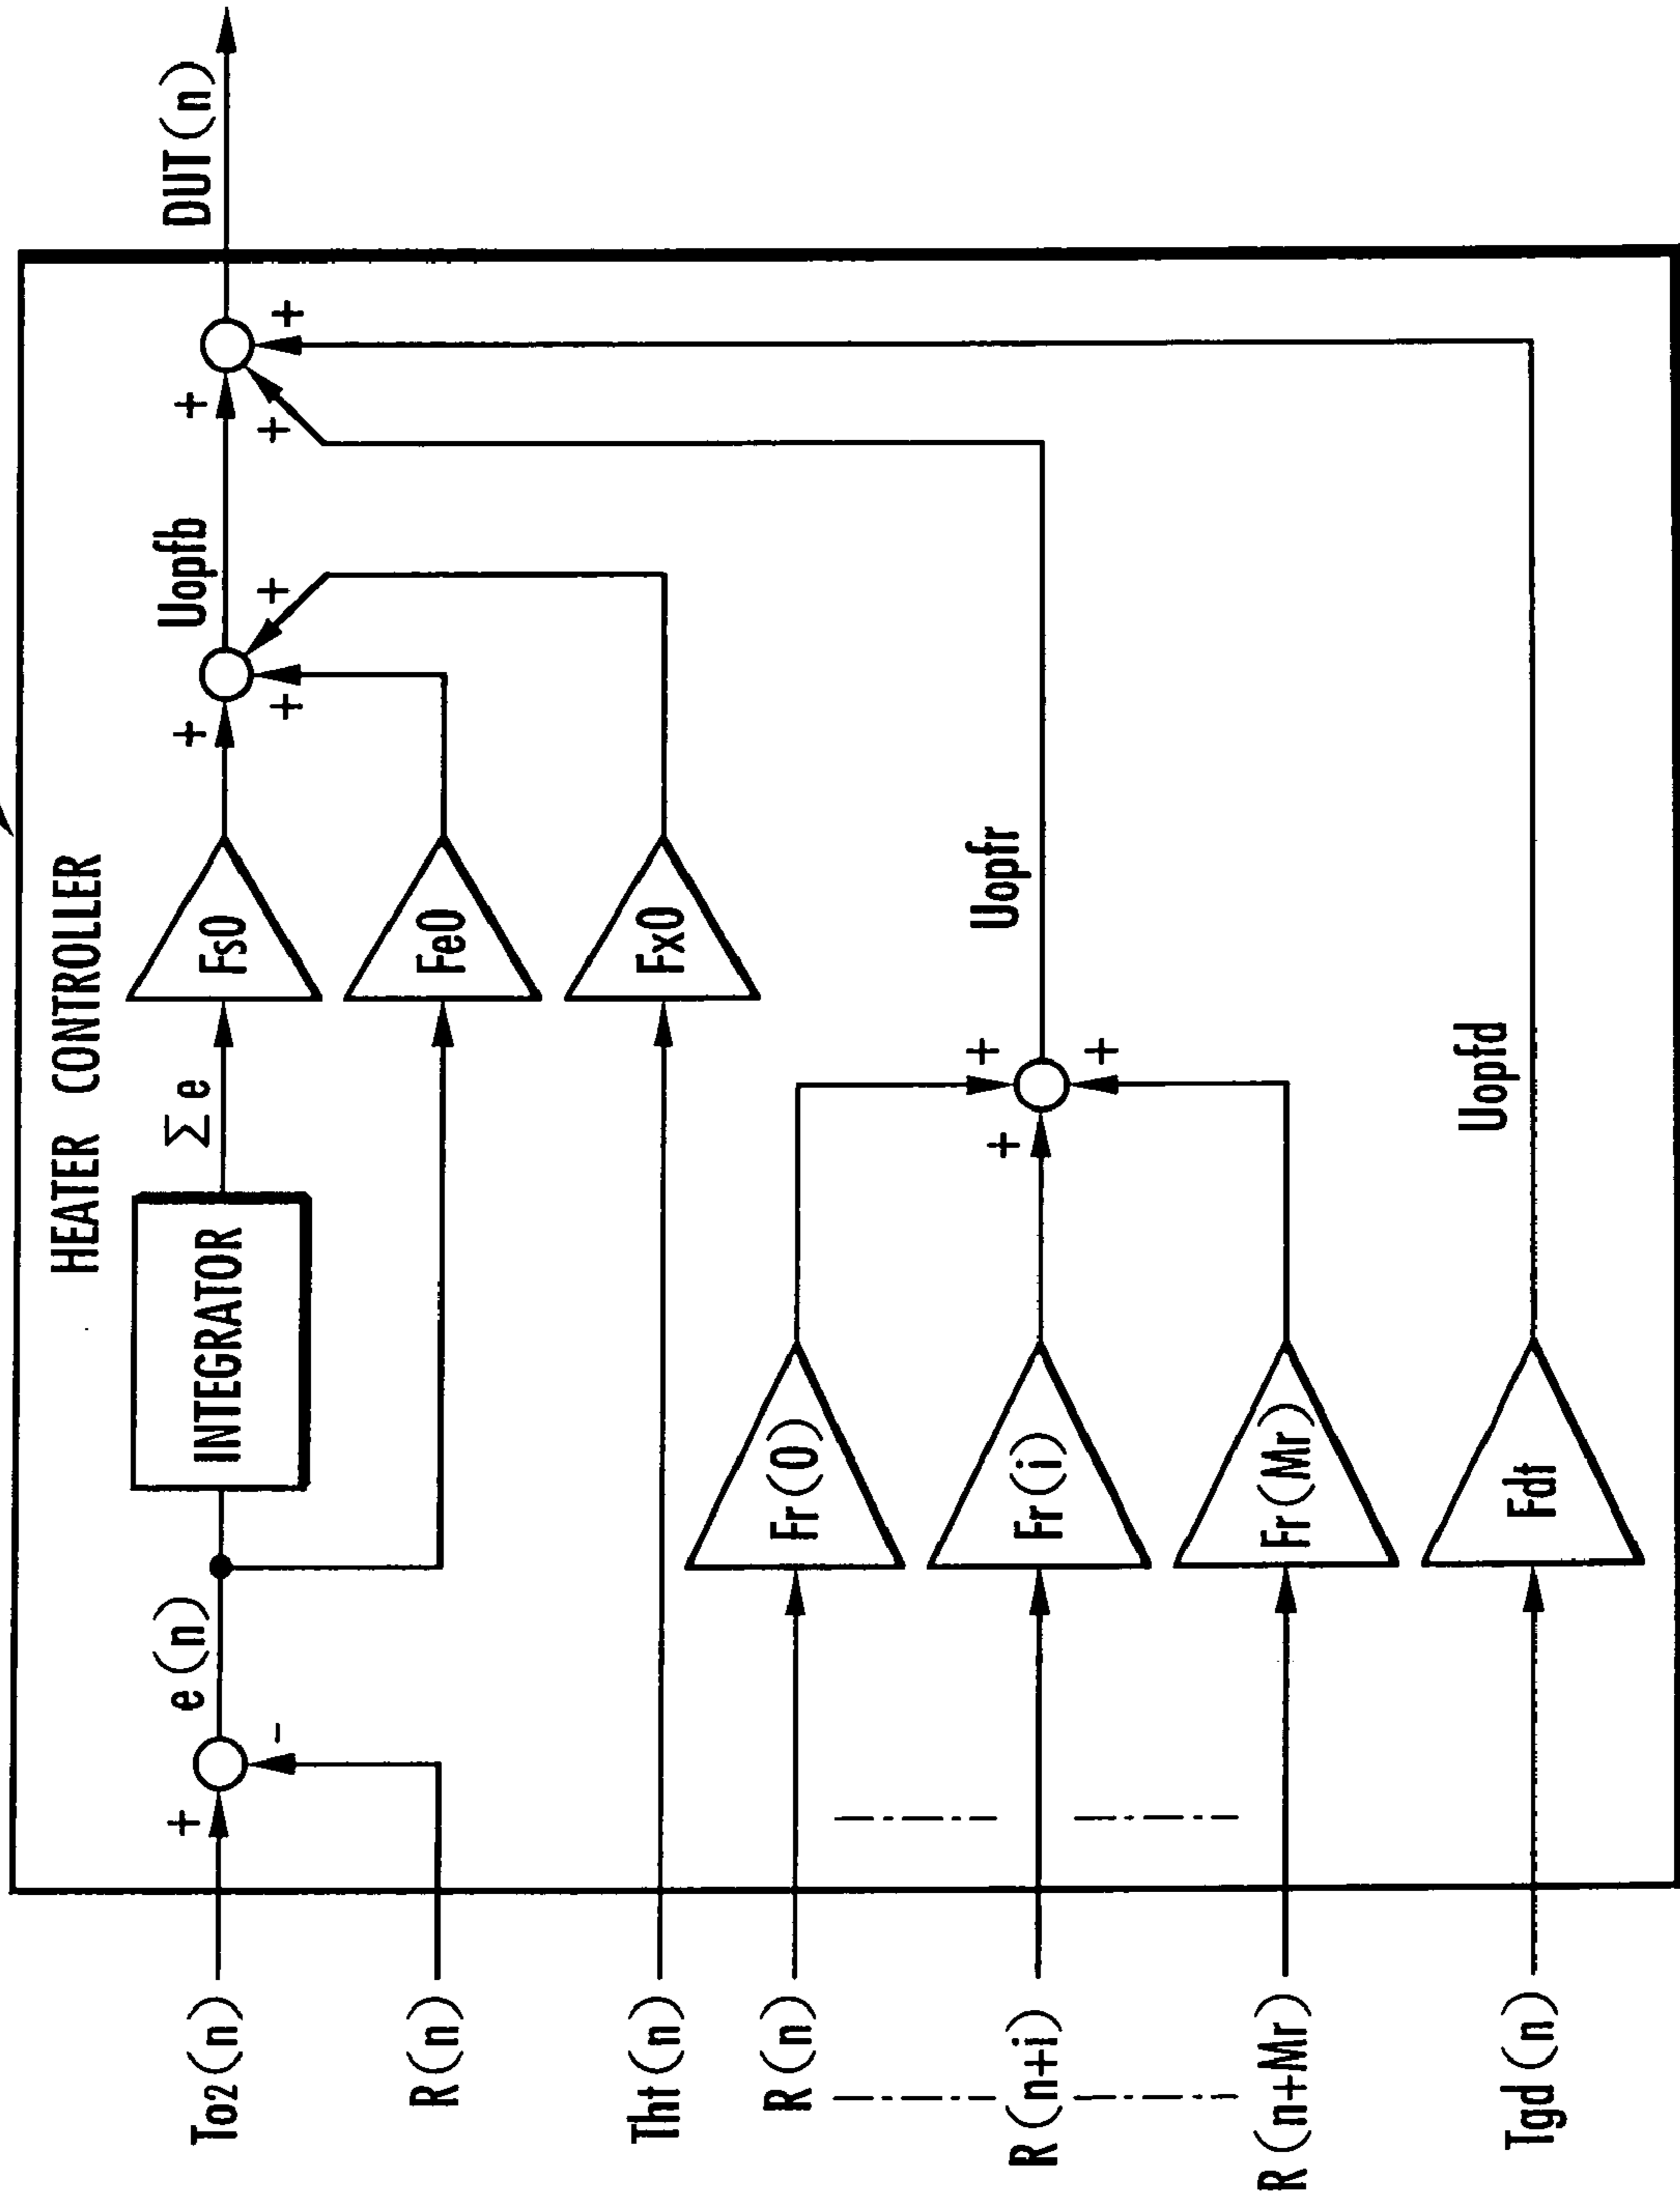 HEATER CONTROLLER
To2(n)
+
-
e(n)
INTEGRATOR
Σe
Fs0
+
Uopfb
+
DUT(n)
R(n)
Fe0
+
+
+
+
Tht(n)
Fx0
R(n)
Fr(0)
+
R(n+i)
Fr(i)
+
Uopfr
R(n+Mr)
Fr(Mr)
+
Tgd(n)
Fdt
Uopfd